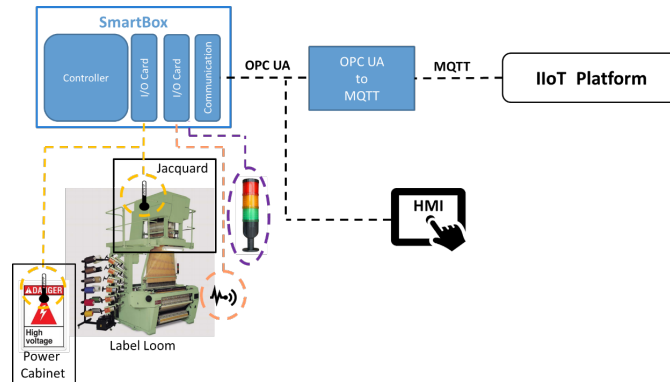 SmartBox
Controller
I/O Card
I/O Card
Communication
OPC UA
OPC UA
to
MQTT
MQTT
IIoT Platform
Jacquard
HMI
DANGER
High
voltage
Label Loom
Power
Cabinet